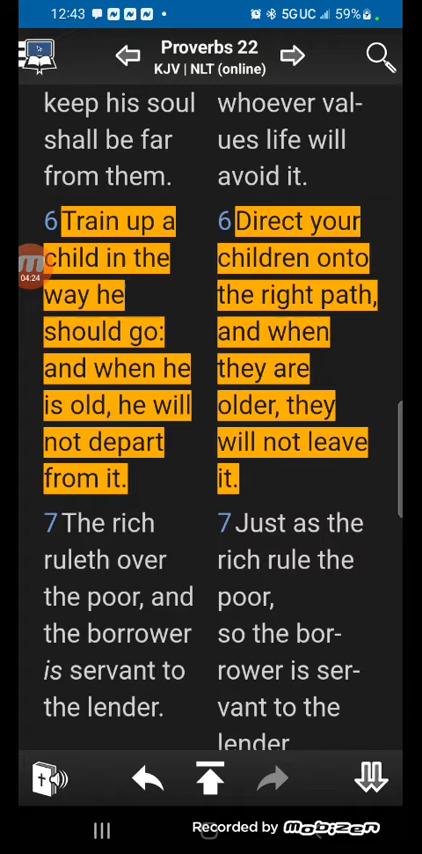 12:43
5GUC
59%
Proverbs 22
KJV | NLT (online)
keep his soul
shall be far
from them.
6 Train up a
child in the
way he
should go:
and when he
is old, he will
not depart
from it.
7 The rich
ruleth over
the poor, and
the borrower
is servant to
the lender.
whoever val-
ues life will
avoid it.
6 Direct your
children onto
the right path,
and when
they are
older, they
will not leave
it.
7 Just as the
rich rule the
poor,
so the bor-
rower is ser-
vant to the
lender
04:24
Recorded by mobizen